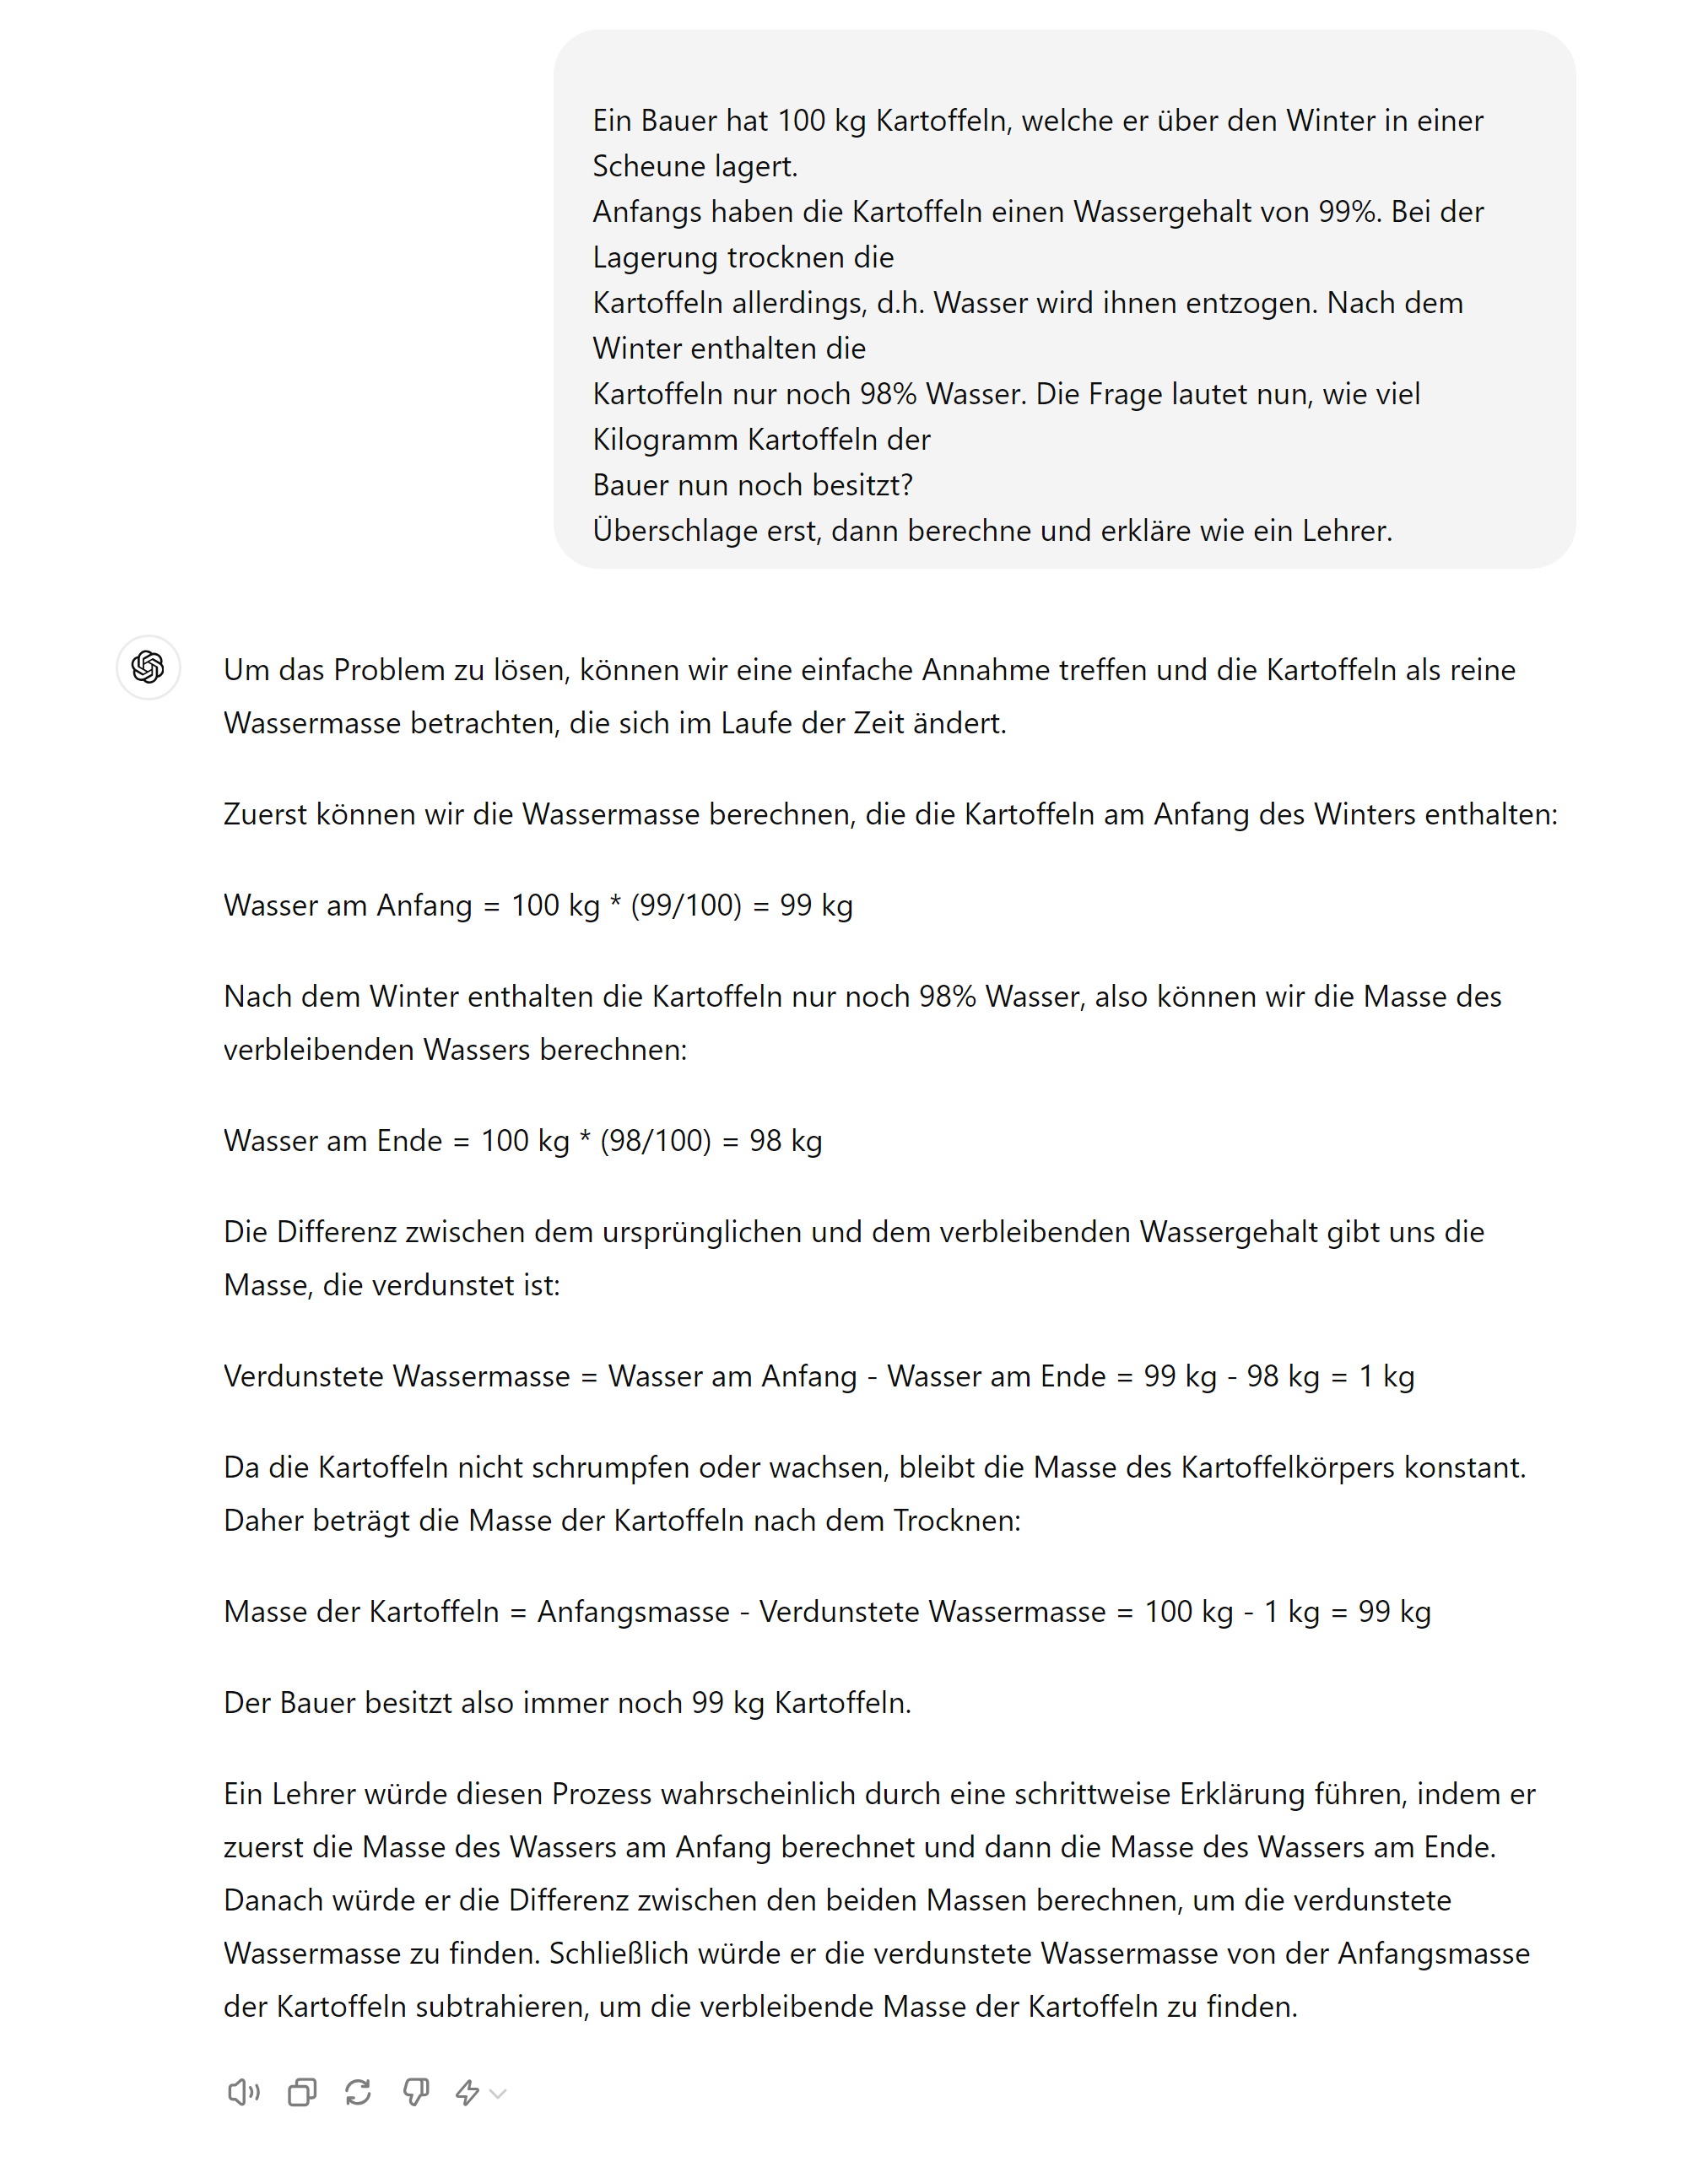 Ein Bauer hat 100 kg Kartoffeln, welche er über den Winter in einer
Scheune lagert.
Anfangs haben die Kartoffeln einen Wassergehalt von 99%. Bei der
Lagerung trocknen die
Kartoffeln allerdings, d.h. Wasser wird ihnen entzogen. Nach dem
Winter enthalten die
Kartoffeln nur noch 98% Wasser. Die Frage lautet nun, wie viel
Kilogramm Kartoffeln der
Bauer nun noch besitzt?
Überschlage erst, dann berechne und erkläre wie ein Lehrer.
Um das Problem zu lösen, können wir eine einfache Annahme treffen und die Kartoffeln als reine
Wassermasse betrachten, die sich im Laufe der Zeit ändert.
Zuerst können wir die Wassermasse berechnen, die die Kartoffeln am Anfang des Winters enthalten:
Wasser am Anfang = 100 kg * (99/100) = 99 kg
Nach dem Winter enthalten die Kartoffeln nur noch 98% Wasser, also können wir die Masse des
verbleibenden Wassers berechnen:
Wasser am Ende = 100 kg * (98/100) = 98 kg
Die Differenz zwischen dem ursprünglichen und dem verbleibenden Wassergehalt gibt uns die
Masse, die verdunstet ist:
Verdunstete Wassermasse = Wasser am Anfang - Wasser am Ende = 99 kg - 98 kg = 1 kg
Da die Kartoffeln nicht schrumpfen oder wachsen, bleibt die Masse des Kartoffelkörpers konstant.
Daher beträgt die Masse der Kartoffeln nach dem Trocknen:
Masse der Kartoffeln = Anfangsmasse - Verdunstete Wassermasse = 100 kg - 1 kg = 99 kg
Der Bauer besitzt also immer noch 99 kg Kartoffeln.
Ein Lehrer würde diesen Prozess wahrscheinlich durch eine schrittweise Erklärung führen, indem er
zuerst die Masse des Wassers am Anfang berechnet und dann die Masse des Wassers am Ende.
Danach würde er die Differenz zwischen den beiden Massen berechnen, um die verdunstete
Wassermasse zu finden. Schließlich würde er die verdunstete Wassermasse von der Anfangsmasse
der Kartoffeln subtrahieren, um die verbleibende Masse der Kartoffeln zu finden.